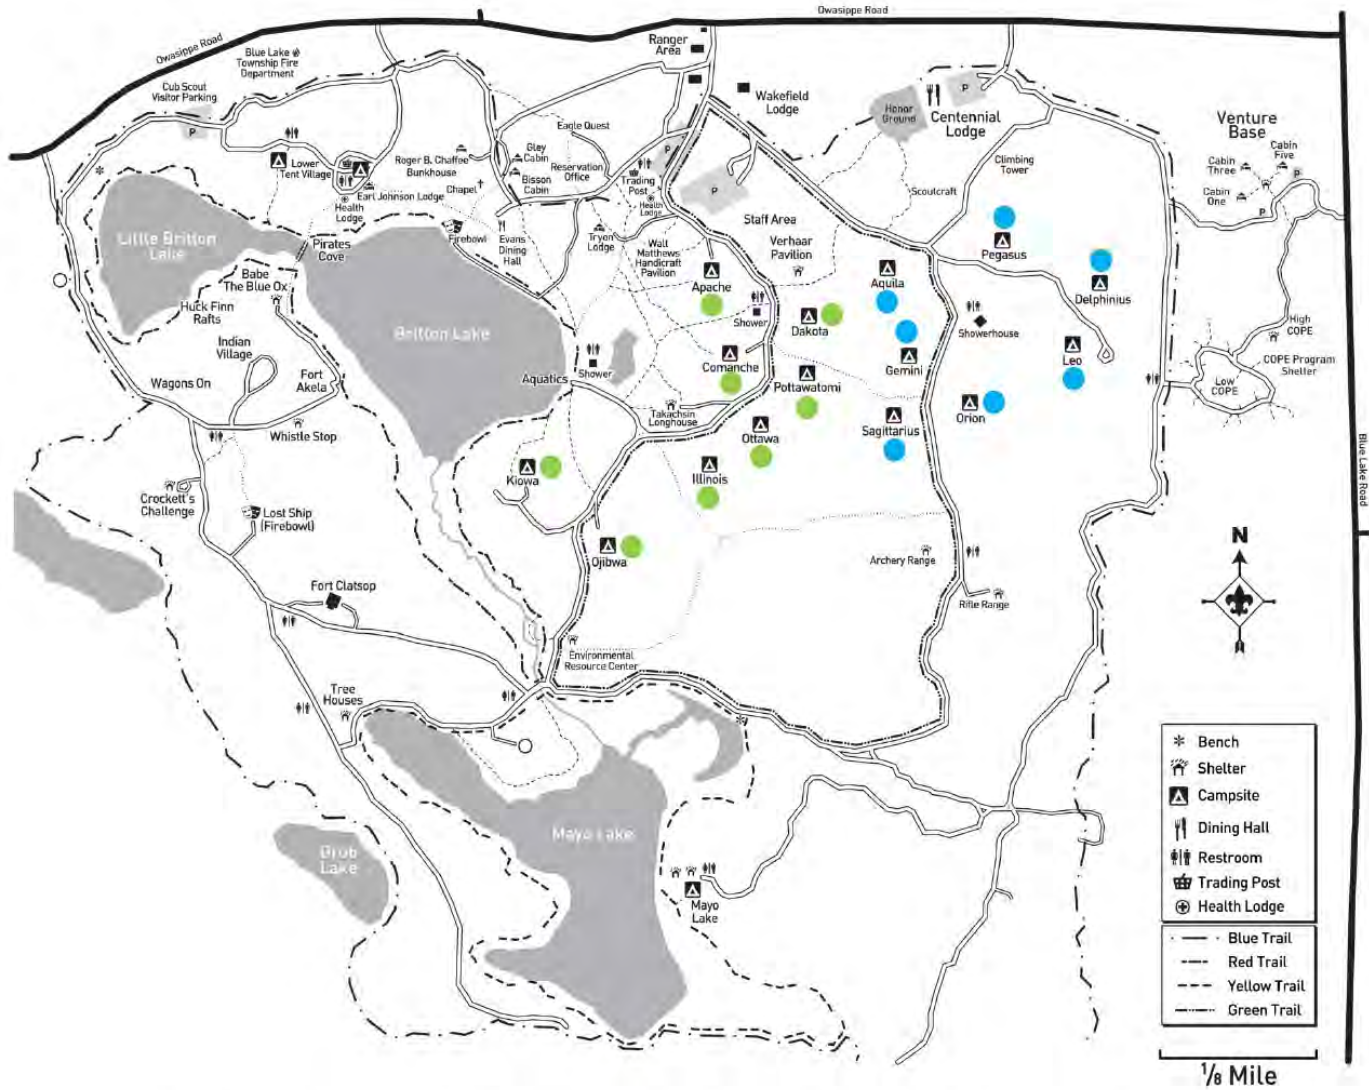 Owasippe Road
Owasippe Road
Blue Lake
Township Fire
Department
Cub Scout
Visitor Parking
P
Lower
Tent Village
Health
Lodge
Earl Johnson Lodge
Roger B. Chaffee
Bunkhouse
Chapel
Gley
Cabin
Bisson
Cabin
Eagle Quest
Reservation
Office
Ranger
Area
P
Trading
Post
Health
Lodge
P
Wakefield
Lodge
Honor
Ground
P
Centennial
Lodge
Climbing
Tower
Scoutcraft
Venture
Base
Cabin
Five
Cabin
Three
Cabin
One
P
P
Little Britton
Lake
Pirates
Cove
Firebowl
Evans
Dining
Hall
Tryon
Lodge
Wall
Matthews
Handicraft
Pavilion
Staff Area
Verhaar
Pavilion
Apache
Aquila
Pegasus
Delphinius
Babe
The Blue Ox
Huck Finn
Rafts
Indian
Village
Wagons On
Fort
Akela
Whistle Stop
Britton Lake
Aquatics
Shower
Shower
Dakota
Comanche
Pottawatomi
Gemini
Showerhouse
Leo
High
COPE
COPE Program
Shelter
Low
COPE
Takachsin
Longhouse
Ottawa
Sagittarius
Orion
Kiowa
Illinois
Blue Lake Road
Crockett's
Challenge
Lost Ship
(Firebowl)
Ojibwa
Archery Range
Rifle Range
Fort Clatsop
Environmental
Resource Center
Tree
Houses
N
Mayo Lake
Drub
Lake
Mayo
Lake
Bench
Shelter
Campsite
Dining Hall
Restroom
Trading Post
Health Lodge
Blue Trail
Red Trail
Yellow Trail
Green Trail
1/8 Mile